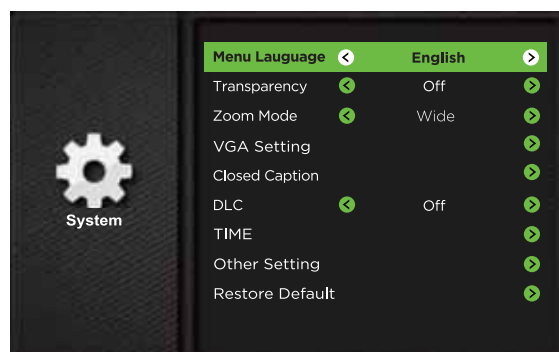 Menu Lauguage English
Transparency Off
Zoom Mode Wide
VGA Setting
Closed Caption
DLC Off
System
TIME
Other Setting
Restore Default